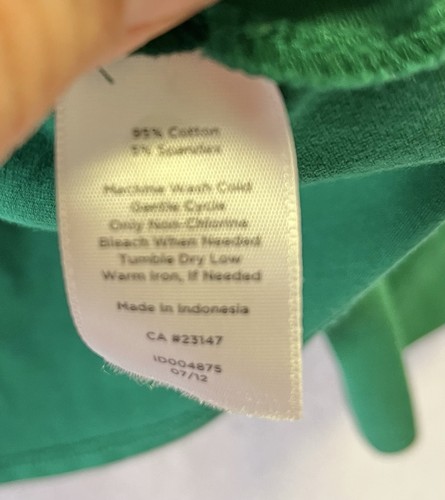 95% Cotton
5% Spandex
Machine Wash Cold
Gentle Cycle
Only Non-Chlorine
Bleach When Needed
Tumble Dry Low
Warm Iron, If Needed
Made in Indonesia
CA #23147
ID004875
07/12